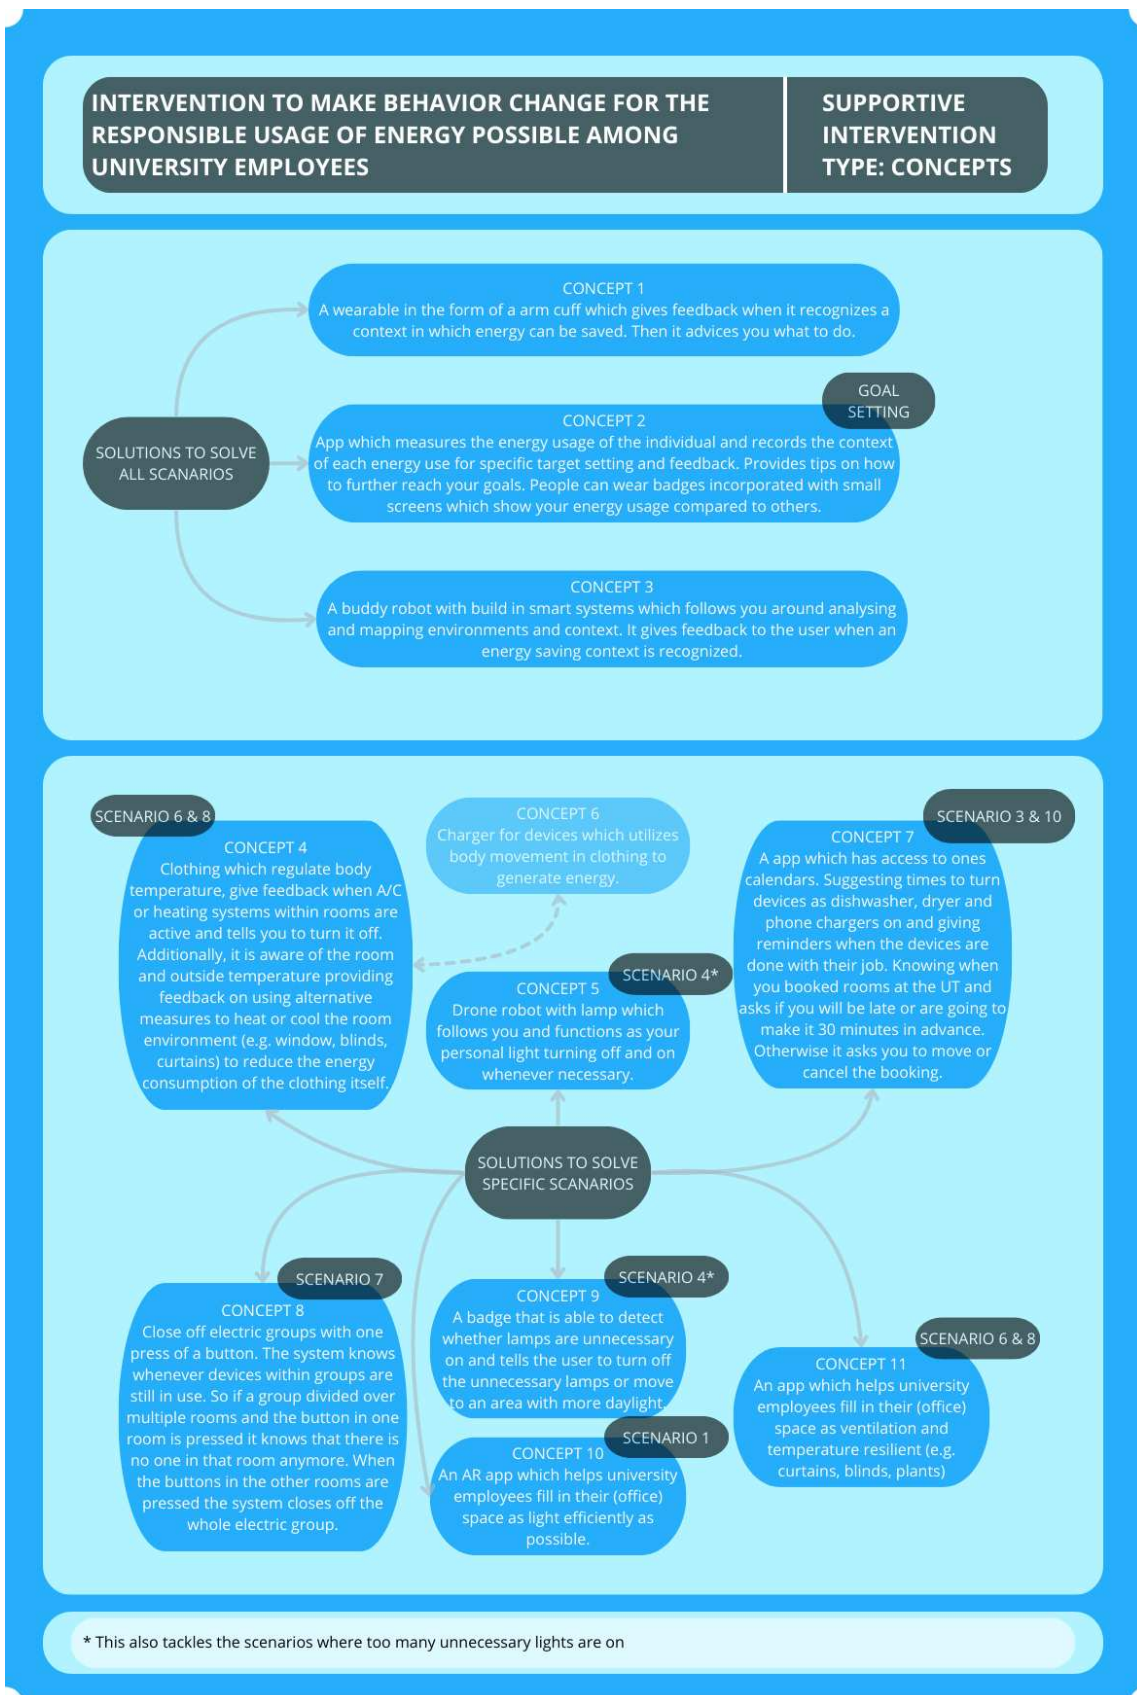 INTERVENTION TO MAKE BEHAVIOR CHANGE FOR THE
RESPONSIBLE USAGE OF ENERGY POSSIBLE AMONG
UNIVERSITY EMPLOYEES
SUPPORTIVE
INTERVENTION
TYPE: CONCEPTS
SOLUTIONS TO SOLVE
ALL SCANARIOS
CONCEPT 1
A wearable in the form of a arm cuff which gives feedback when it recognizes a
context in which energy can be saved. Then it advices you what to do.
GOAL
SETTING
CONCEPT 2
App which measures the energy usage of the individual and records the context
of each energy use for specific target setting and feedback. Provides tips on how
to further reach your goals. People can wear badges incorporated with small
screens which show your energy usage compared to others.
CONCEPT 3
A buddy robot with build in smart systems which follows you around analysing
and mapping environments and context. It gives feedback to the user when an
energy saving context is recognized.
SCENARIO 6 & 8
CONCEPT 4
Clothing which regulate body
temperature, give feedback when A/C
or heating systems within rooms are
active and tells you to turn it off.
Additionally, it is aware of the room
and outside temperature providing
feedback on using alternative
measures to heat or cool the room
environment (e.g. window, blinds,
curtains) to reduce the energy
consumption of the clothing itself.
CONCEPT 6
Charger for devices which utilizes
body movement in clothing to
generate energy.
SCENARIO 4*
CONCEPT 5
Drone robot with lamp which
follows you and functions as your
personal light turning off and on
whenever necessary.
SCENARIO 3 & 10
CONCEPT 7
A app which has access to ones
calendars. Suggesting times to turn
devices as dishwasher, dryer and
phone chargers on and giving
reminders when the devices are
done with their job. Knowing when
you booked rooms at the UT and
asks if you will be late or are going to
make it 30 minutes in advance.
Otherwise it asks you to move or
cancel the booking.
SOLUTIONS TO SOLVE
SPECIFIC SCANARIOS
SCENARIO 7
CONCEPT 8
Close off electric groups with one
press of a button. The system knows
whenever devices within groups are
still in use. So if a group divided over
multiple rooms and the button in one
room is pressed it knows that there is
no one in that room anymore. When
the buttons in the other rooms are
pressed the system closes off the
whole electric group.
SCENARIO 4*
CONCEPT 9
A badge that is able to detect
whether lamps are unnecessary
on and tells the user to turn off
the unnecessary lamps or move
to an area with more daylight.
SCENARIO 1
CONCEPT 10
An AR app which helps university
employees fill in their (office)
space as light efficiently as
possible.
SCENARIO 6 & 8
CONCEPT 11
An app which helps university
employees fill in their (office)
space as ventilation and
temperature resilient (e.g.
curtains, blinds, plants)
* This also tackles the scenarios where too many unnecessary lights are on